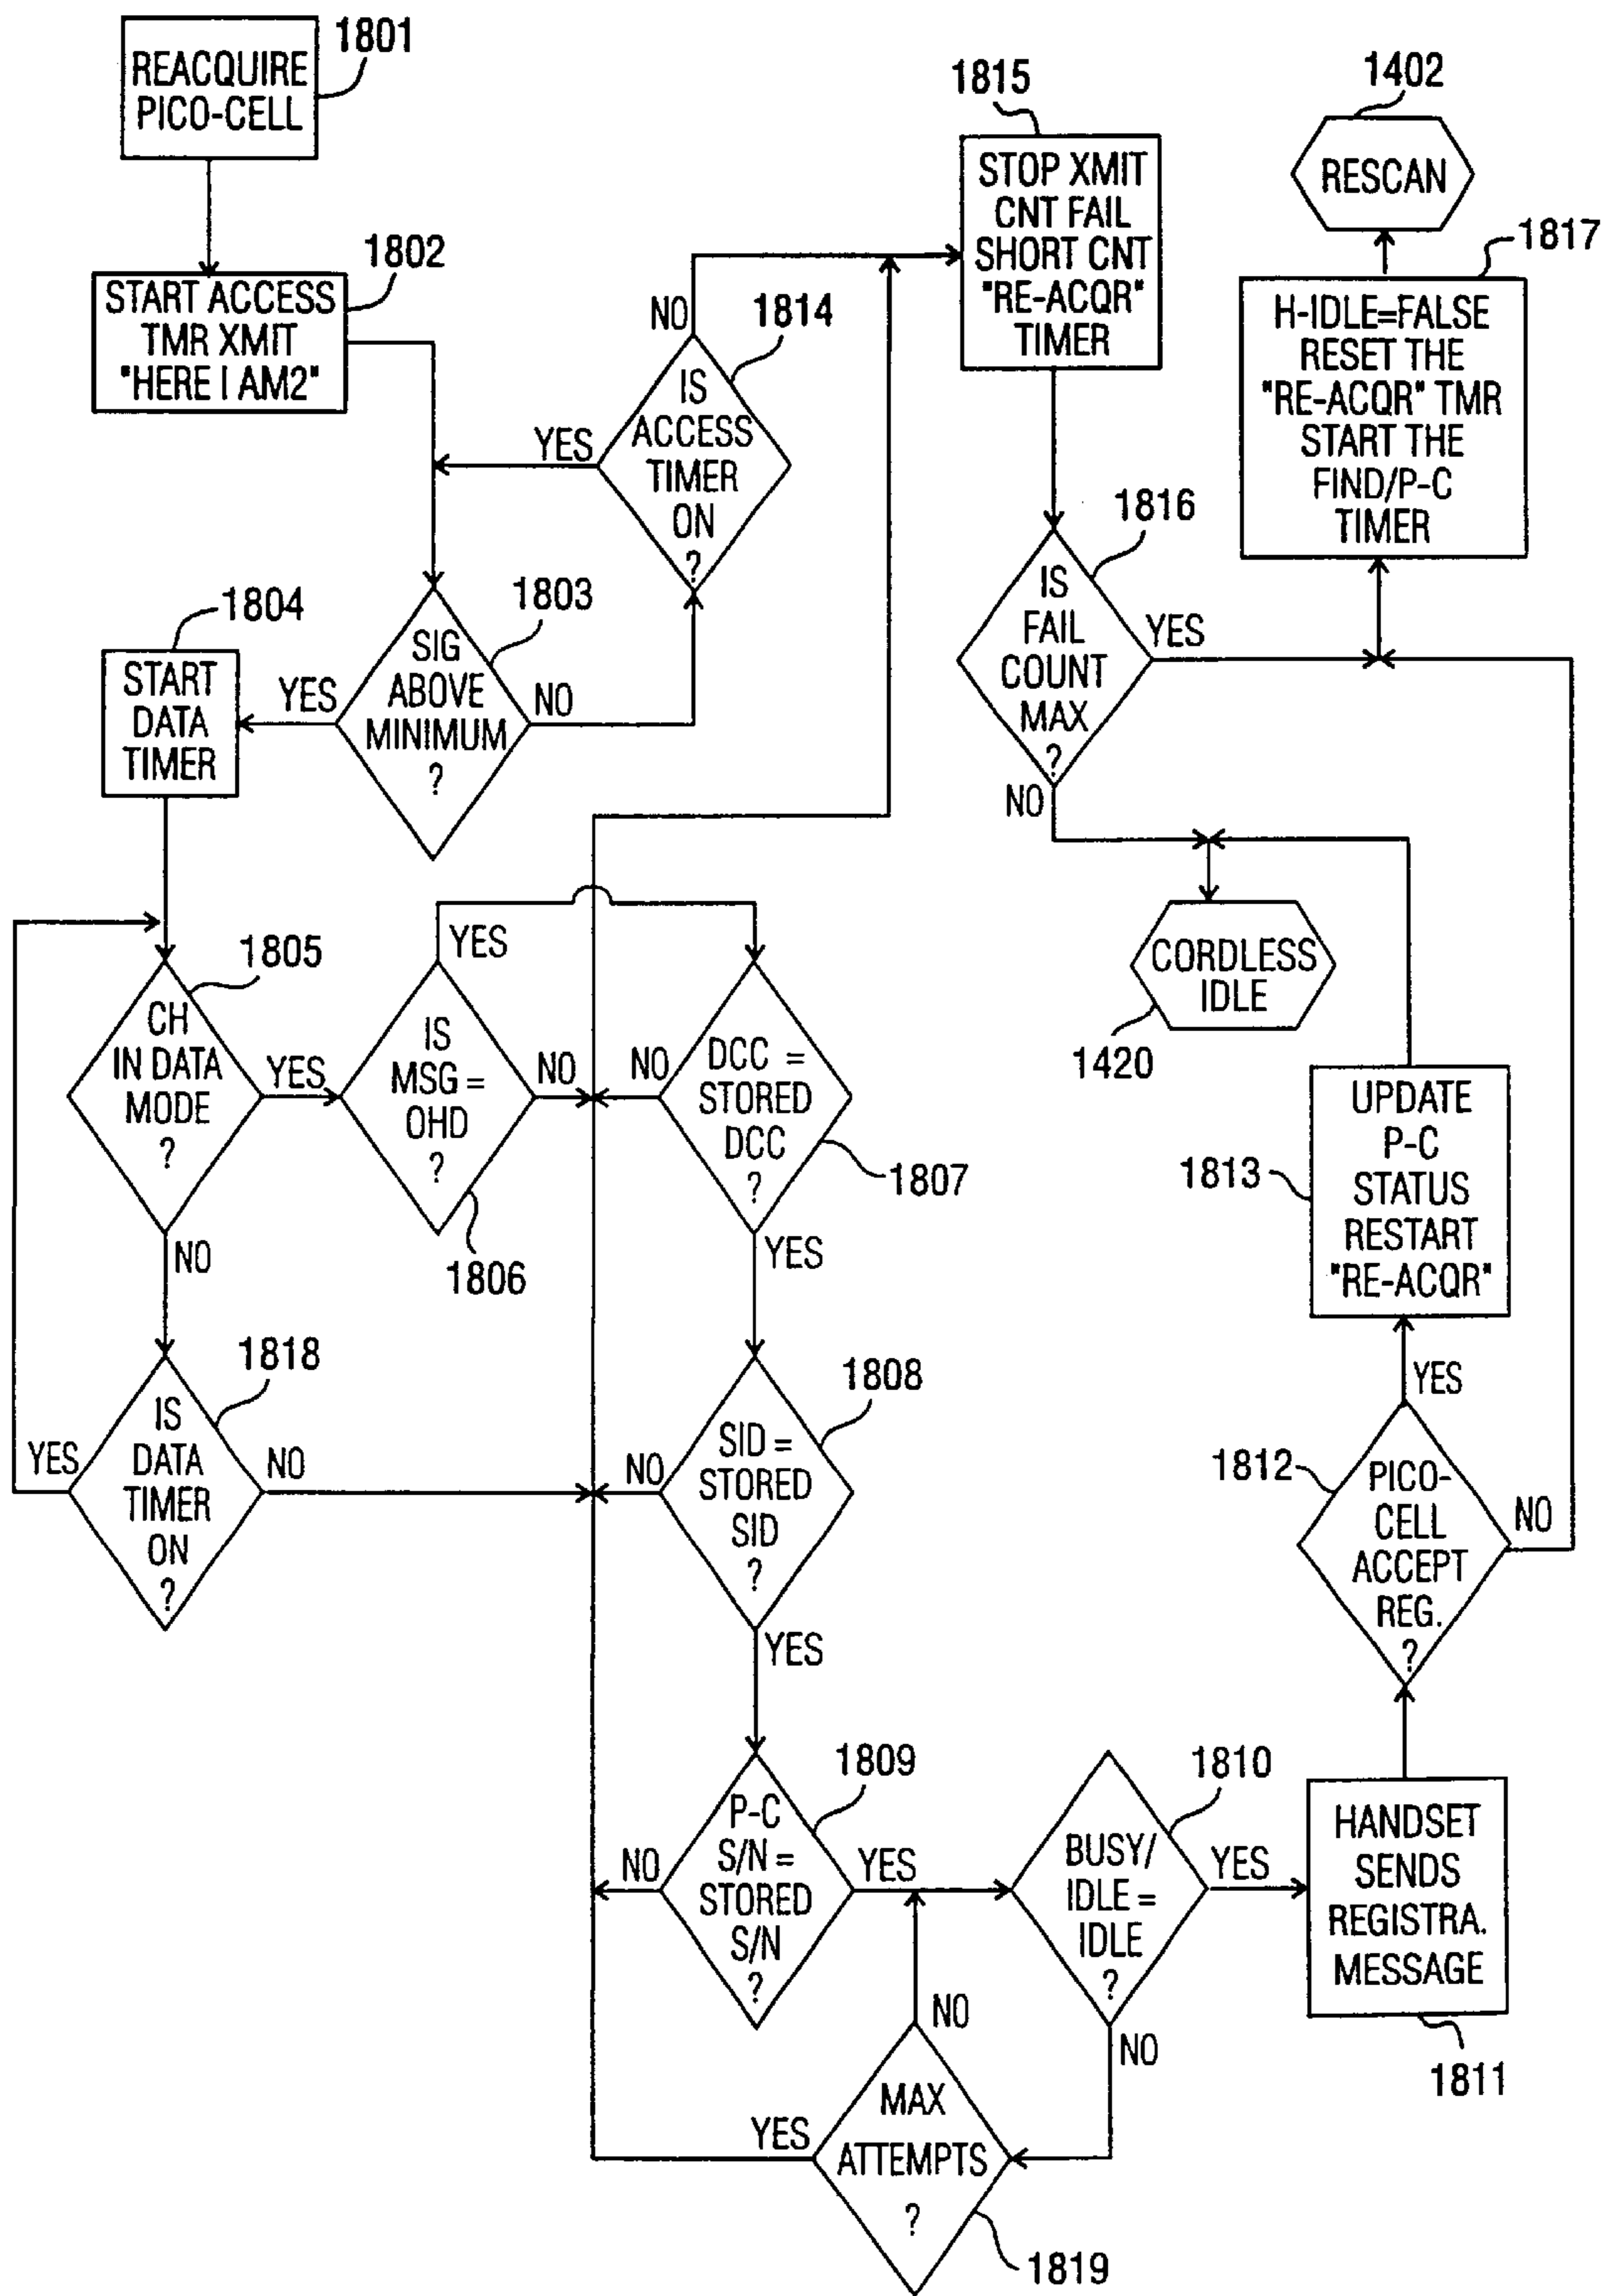 1801
REACQUIRE
PICO-CELL
1802
START ACCESS
TMR XMIT
"HERE I AM2"
1815
STOP XMIT
CNT FAIL
SHORT CNT
"RE-ACQR"
TIMER
1402
RESCAN
1817
H-IDLE=FALSE
RESET THE
"RE-ACQR" TMR
START THE
FIND/P-C
TIMER
NO
1814
IS
ACCESS
TIMER
ON
?
YES
1816
IS
FAIL
COUNT
MAX
?
YES
NO
1804
START
DATA
TIMER
YES
1803
SIG
ABOVE
MINIMUM
?
NO
CORDLESS
IDLE
1420
1805
CH
IN DATA
MODE
?
YES
NO
YES
IS
MSG =
OHD
?
NO
1806
NO
DCC =
STORED
DCC
?
1807
YES
UPDATE
P-C
STATUS
RESTART
"RE-ACQR"
1813
YES
1818
IS
DATA
TIMER
ON
?
YES
NO
1808
NO
SID =
STORED
SID
?
YES
1812
PICO-
CELL
ACCEPT
REG.
?
NO
1809
P-C
S/N =
STORED
S/N
?
NO
YES
1810
BUSY/
IDLE =
IDLE
?
YES
NO
HANDSET
SENDS
REGISTRA.
MESSAGE
1811
NO
YES
MAX
ATTEMPTS
?
1819